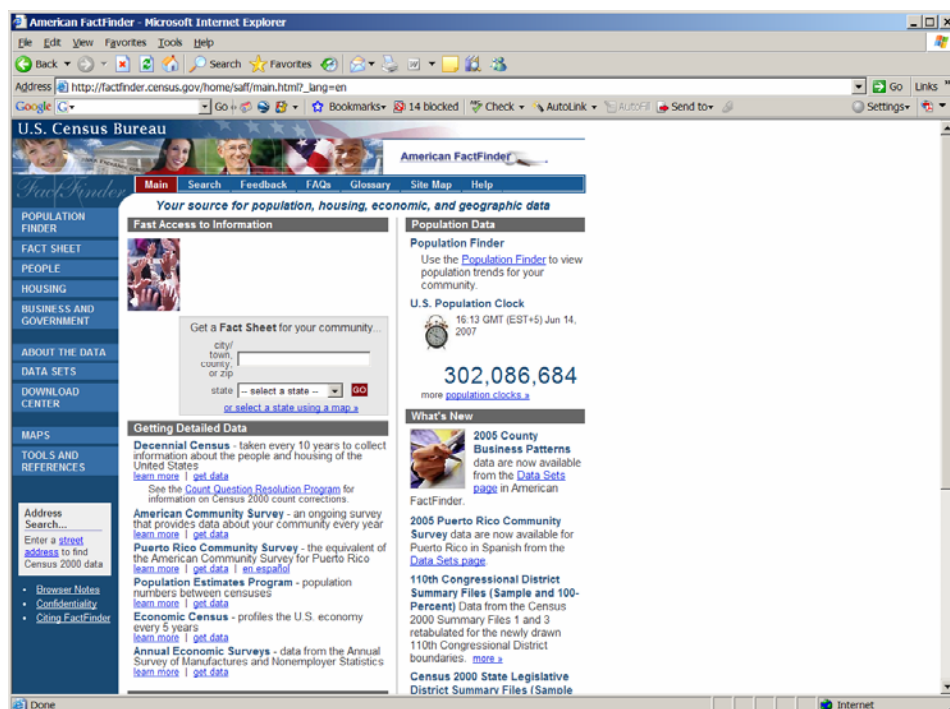 American FactFinder - Microsoft Internet Explorer
File Edit View Favorites Tools Help
Back Search Favorites
Address http://factfinder.census.gov/home/saff/main.html?_lang=en Go Links »
Google G Go Bookmarks 14 blocked Check AutoLink AutoFill Send to Settings
U.S. Census Bureau
American FactFinder
FactFinder
Main Search Feedback FAQs Glossary Site Map Help
Your source for population, housing, economic, and geographic data
POPULATION
FINDER
FACT SHEET
PEOPLE
HOUSING
BUSINESS AND
GOVERNMENT
ABOUT THE DATA
DATA SETS
DOWNLOAD
CENTER
MAPS
TOOLS AND
REFERENCES
Address
Search...
Enter a street
address to find
Census 2000 data
Browser Notes
Confidentiality
Citing FactFinder
Fast Access to Information
Get a Fact Sheet for your community...
city/
town,
county,
or zip
state -- select a state -- GO
or select a state using a map »
Getting Detailed Data
Decennial Census - taken every 10 years to collect
information about the people and housing of the
United States
learn more | get data
See the Count Question Resolution Program for
information on Census 2000 count corrections.
American Community Survey - an ongoing survey
that provides data about your community every year
learn more | get data
Puerto Rico Community Survey - the equivalent of
the American Community Survey for Puerto Rico
learn more | get data | en español
Population Estimates Program - population
numbers between censuses
learn more | get data
Economic Census - profiles the U.S. economy
every 5 years
learn more | get data
Annual Economic Surveys - data from the Annual
Survey of Manufactures and Nonemployer Statistics
learn more | get data
Population Data
Population Finder
Use the Population Finder to view
population trends for your
community.
U.S. Population Clock
16:13 GMT (EST+5) Jun 14,
2007
302,086,684
more population clocks »
What's New
2005 County
Business Patterns
data are now available
from the Data Sets
page in American
FactFinder.
2005 Puerto Rico Community
Survey data are now available for
Puerto Rico in Spanish from the
Data Sets page.
110th Congressional District
Summary Files (Sample and 100-
Percent) Data from the Census
2000 Summary Files 1 and 3
retabulated for the newly drawn
110th Congressional District
boundaries. more »
Census 2000 State Legislative
District Summary Files (Sample
Done Internet